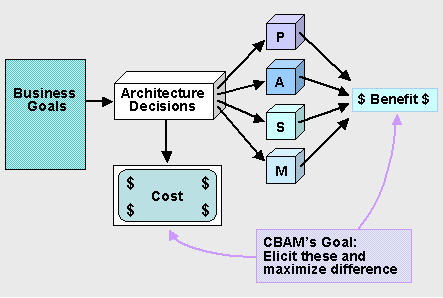 Business
Goals
Architecture
Decisions
P
A
S
M
$ Benefit $
$ $
Cost
$ $
CBAM's Goal:
Elicit these and
maximize difference